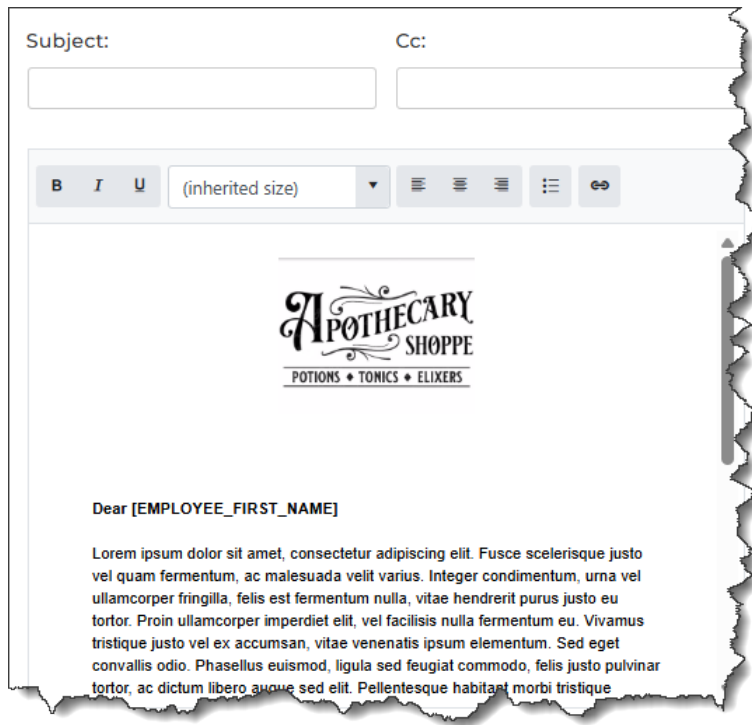 Subject:
Cc:
B I U (inherited size)
APOTHECARY
SHOPPE
POTIONS ♦ TONICS ♦ ELIXERS
Dear [EMPLOYEE_FIRST_NAME]
Lorem ipsum dolor sit amet, consectetur adipiscing elit. Fusce scelerisque justo
vel quam fermentum, ac malesuada velit varius. Integer condimentum, urna vel
ullamcorper fringilla, felis est fermentum nulla, vitae hendrerit purus justo eu
tortor. Proin ullamcorper imperdiet elit, vel facilisis nulla fermentum eu. Vivamus
tristique justo vel ex accumsan, vitae venenatis ipsum elementum. Sed eget
convallis odio. Phasellus euismod, ligula sed feugiat commodo, felis justo pulvinar
tortor, ac dictum libero augue sed elit. Pellentesque habitant morbi tristique